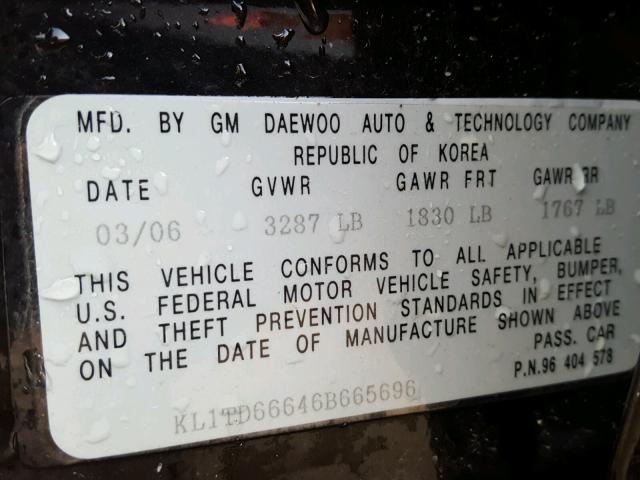 MFD. BY GM DAEWOO AUTO & TECHNOLOGY COMPANY
REPUBLIC OF KOREA
DATE GVWR GAWR FRT GAWR RR
03/06 3287 LB 1830 LB 1767 LB
THIS VEHICLE CONFORMS TO ALL APPLICABLE
U.S. FEDERAL MOTOR VEHICLE SAFETY, BUMPER,
AND THEFT PREVENTION STANDARDS IN EFFECT
ON THE DATE OF MANUFACTURE SHOWN ABOVE
PASS. CAR
P.N.96 404 578
KL1TD66646B665696